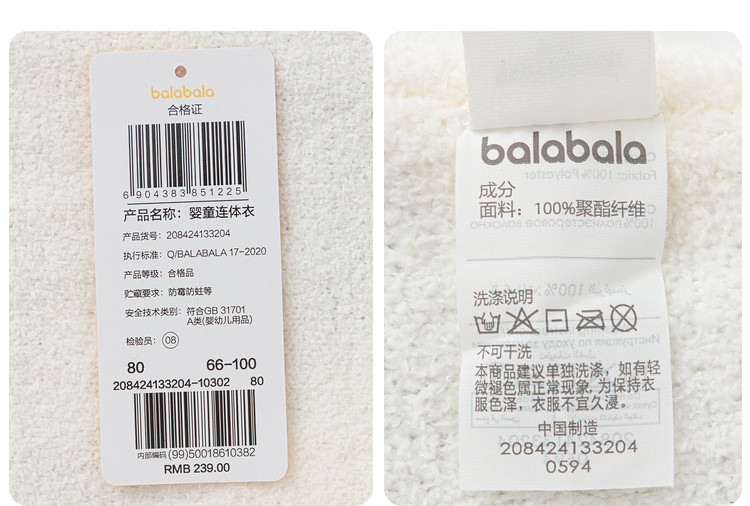 balabala
合格证
6 904383 851225
产品名称：婴童连体衣
产品货号：208424133204
执行标准：Q/BALABALA 17-2020
产品等级：合格品
贮藏要求：防霉防蛀等
安全技术类别：符合GB 31701
A类(婴幼儿用品)
检验员：08
80 66-100
208424133204-10302 80
内部编码 (99)50018610382
RMB 239.00
balabala
Fabric: 100% Polyester
成分
面料：100%聚酯纤维
洗涤说明
不可干洗
本商品建议单独洗涤，如有轻
微褪色属正常现象，为保持衣
服色泽，衣服不宜久浸。
中国制造
208424133204
0594